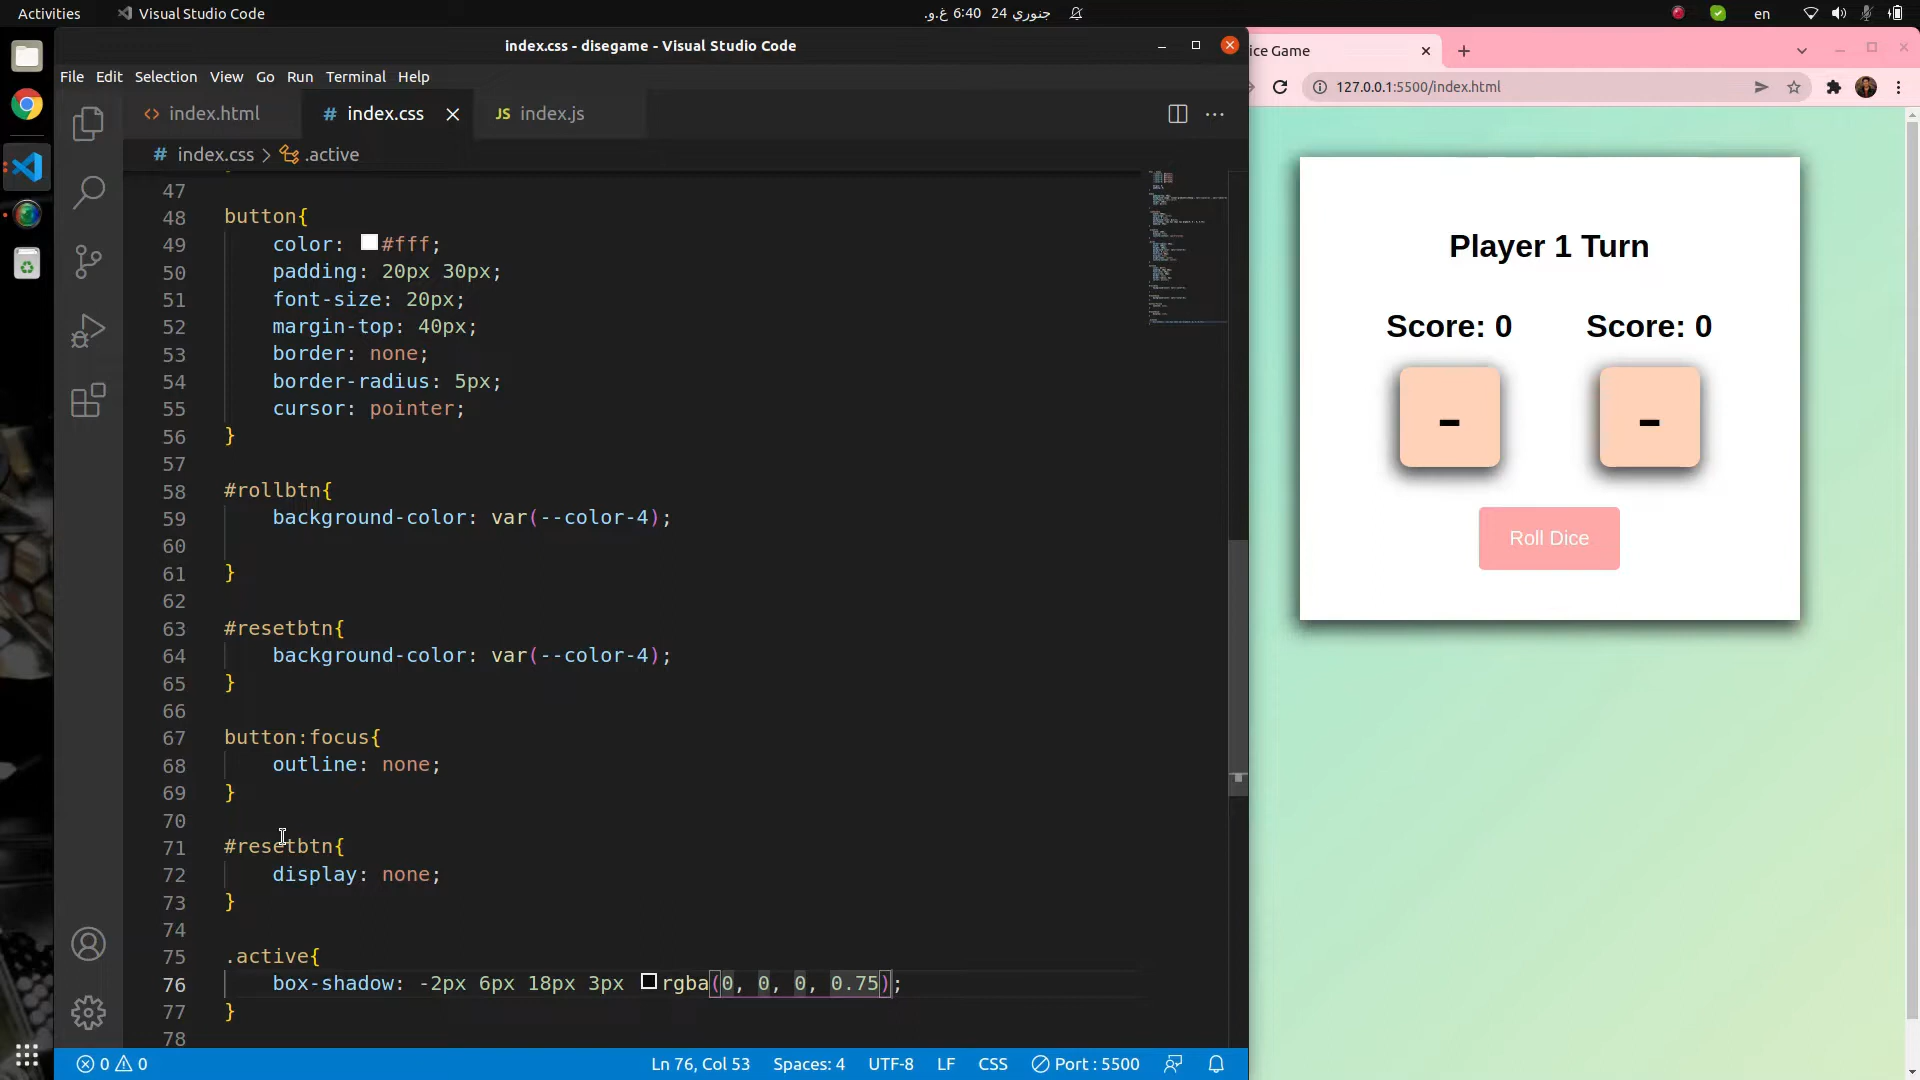 Activities
Visual Studio Code
24 جنوري 6:40 غ.و.
en
index.css - disegame - Visual Studio Code
File Edit Selection View Go Run Terminal Help
index.html
# index.css
JS index.js
# index.css > .active
47
48 button{
49 color: #fff;
50 padding: 20px 30px;
51 font-size: 20px;
52 margin-top: 40px;
53 border: none;
54 border-radius: 5px;
55 cursor: pointer;
56 }
57
58 #rollbtn{
59 background-color: var(--color-4);
60
61 }
62
63 #resetbtn{
64 background-color: var(--color-4);
65 }
66
67 button:focus{
68 outline: none;
69 }
70
71 #resetbtn{
72 display: none;
73 }
74
75 .active{
76 box-shadow: -2px 6px 18px 3px rgba(0, 0, 0, 0.75);
77 }
78
0 0
Ln 76, Col 53
Spaces: 4
UTF-8
LF
CSS
Port : 5500
ice Game
127.0.0.1:5500/index.html
Player 1 Turn
Score: 0 Score: 0
- -
Roll Dice